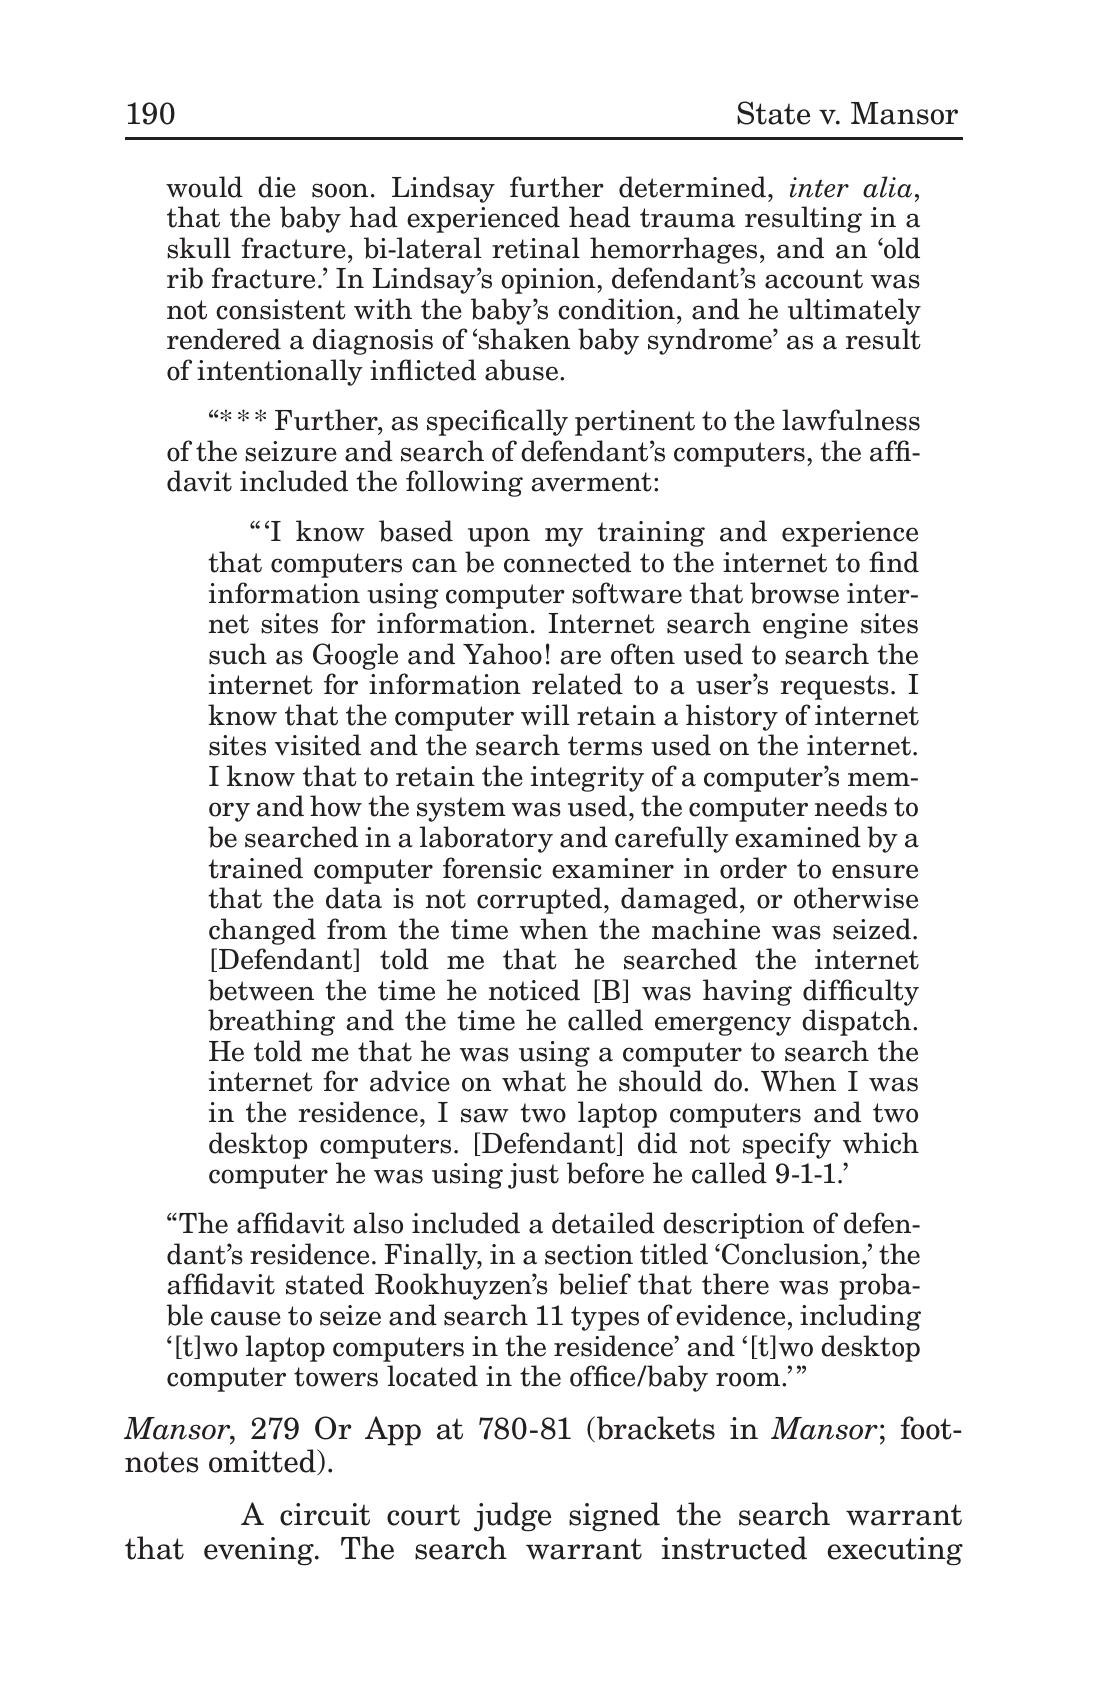 190 State v. Mansor
would die soon. Lindsay further determined, inter alia,
that the baby had experienced head trauma resulting in a
skull fracture, bi-lateral retinal hemorrhages, and an ‘old
rib fracture.’ In Lindsay’s opinion, defendant’s account was
not consistent with the baby’s condition, and he ultimately
rendered a diagnosis of ‘shaken baby syndrome’ as a result
of intentionally inflicted abuse.
“* * * Further, as specifically pertinent to the lawfulness
of the seizure and search of defendant’s computers, the affi-
davit included the following averment:
“ ‘I know based upon my training and experience
that computers can be connected to the internet to find
information using computer software that browse inter-
net sites for information. Internet search engine sites
such as Google and Yahoo! are often used to search the
internet for information related to a user’s requests. I
know that the computer will retain a history of internet
sites visited and the search terms used on the internet.
I know that to retain the integrity of a computer’s mem-
ory and how the system was used, the computer needs to
be searched in a laboratory and carefully examined by a
trained computer forensic examiner in order to ensure
that the data is not corrupted, damaged, or otherwise
changed from the time when the machine was seized.
[Defendant] told me that he searched the internet
between the time he noticed [B] was having difficulty
breathing and the time he called emergency dispatch.
He told me that he was using a computer to search the
internet for advice on what he should do. When I was
in the residence, I saw two laptop computers and two
desktop computers. [Defendant] did not specify which
computer he was using just before he called 9-1-1.’
“The affidavit also included a detailed description of defen-
dant’s residence. Finally, in a section titled ‘Conclusion,’ the
affidavit stated Rookhuyzen’s belief that there was proba-
ble cause to seize and search 11 types of evidence, including
‘[t]wo laptop computers in the residence’ and ‘[t]wo desktop
computer towers located in the office/baby room.’ ”
Mansor, 279 Or App at 780-81 (brackets in Mansor; foot-
notes omitted).
A circuit court judge signed the search warrant
that evening. The search warrant instructed executing